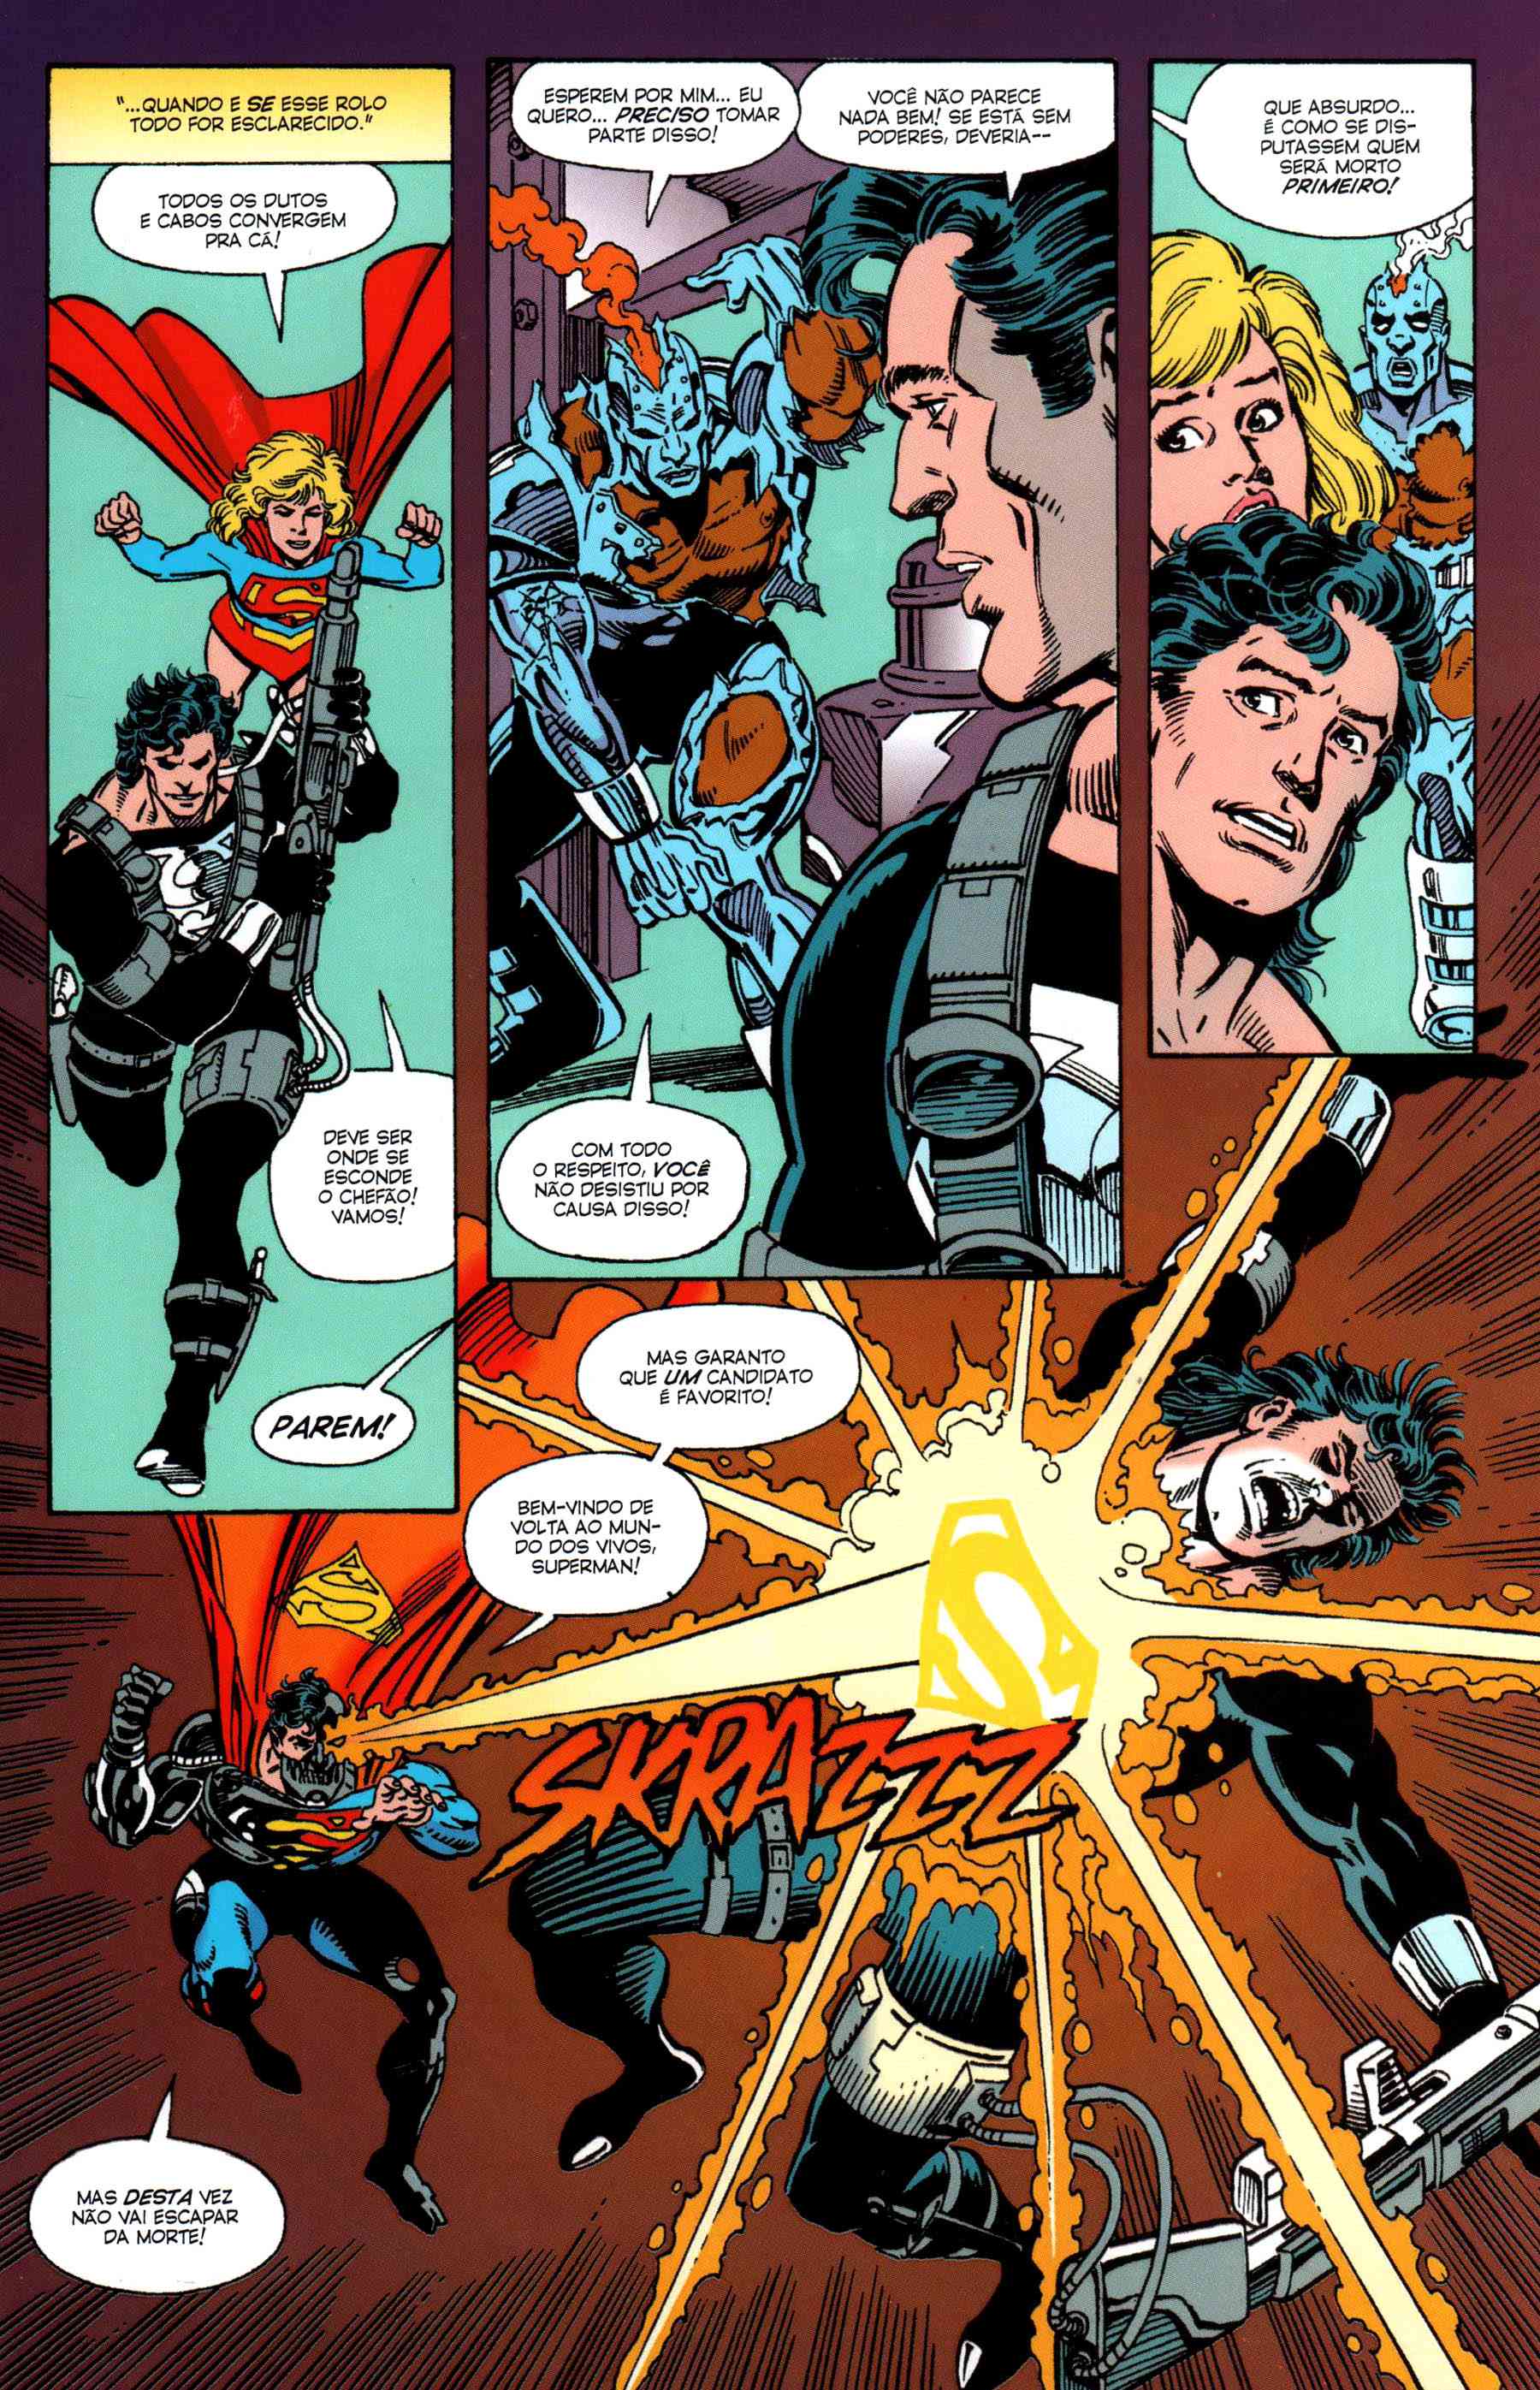 "...QUANDO E SE ESSE ROLO
TODO FOR ESCLARECIDO."
TODOS OS DUTOS
E CABOS CONVERGEM
PRA CÁ!
DEVE SER
ONDE SE
ESCONDE
O CHEFÃO!
VAMOS!
PAREM!
ESPEREM POR MIM... EU
QUERO... PRECISO TOMAR
PARTE DISSO!
VOCÊ NÃO PARECE
NADA BEM! SE ESTÁ SEM
PODERES, DEVERIA--
COM TODO
O RESPEITO, VOCÊ
NÃO DESISTIU POR
CAUSA DISSO!
QUE ABSURDO...
É COMO SE DIS-
PUTASSEM QUEM
SERÁ MORTO
PRIMEIRO!
MAS GARANTO
QUE UM CANDIDATO
É FAVORITO!
BEM-VINDO DE
VOLTA AO MUN-
DO DOS VIVOS,
SUPERMAN!
SKRAZZZ
MAS DESTA VEZ
NÃO VAI ESCAPAR
DA MORTE!